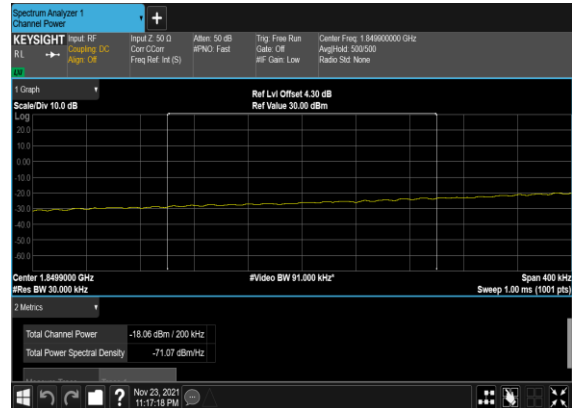 Spectrum Analyzer 1
Channel Power
+
KEYSIGHT Input: RF Input Z: 50 Ω Atten: 50 dB Trig: Free Run Center Freq: 1.849900000 GHz
RL Coupling: DC Corr CCorr #PNO: Fast Gate: Off Avg|Hold: 500/500
Align: Off Freq Ref: Int (S) #IF Gain: Low Radio Std: None
1 Graph
Ref Lvl Offset 4.30 dB
Scale/Div 10.0 dB Ref Value 30.00 dBm
Log
20.0
10.0
0.00
-10.0
-20.0
-30.0
-40.0
-50.0
-60.0
Center 1.8499000 GHz #Video BW 91.000 kHz* Span 400 kHz
#Res BW 30.000 kHz Sweep 1.00 ms (1001 pts)
2 Metrics
Total Channel Power -18.06 dBm / 200 kHz
Total Power Spectral Density -71.07 dBm/Hz
?
Nov 23, 2021
11:17:18 PM